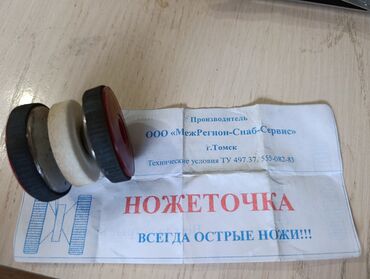 Производитель
ООО «МежРегион-Снаб-Сервис»
г.Томск
Технические условия ТУ 497.37. 555-082-83
НОЖЕТОЧКА
ВСЕГДА ОСТРЫЕ НОЖИ!!!